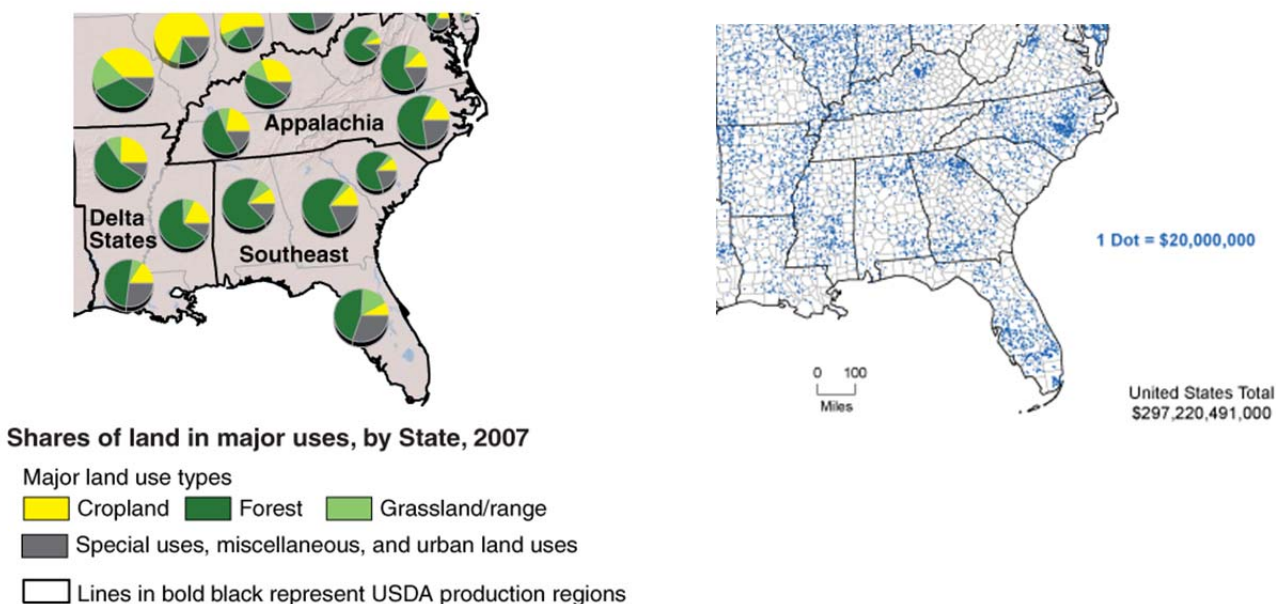 Appalachia
Delta
States
Southeast
Shares of land in major uses, by State, 2007
Major land use types
Cropland
Forest
Grassland/range
Special uses, miscellaneous, and urban land uses
Lines in bold black represent USDA production regions
1 Dot = $20,000,000
0 100
Miles
United States Total
$297,220,491,000